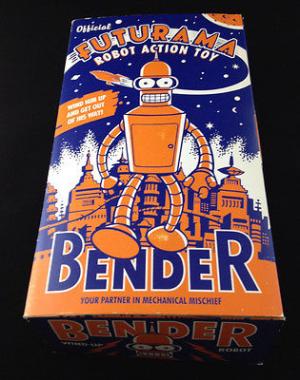 Official
FUTURAMA
ROBOT ACTION TOY
WIND HIM UP
AND GET OUT
OF HIS WAY!
BENDER
YOUR PARTNER IN MECHANICAL MISCHIEF
BENDER
WIND-UP
ROBOT